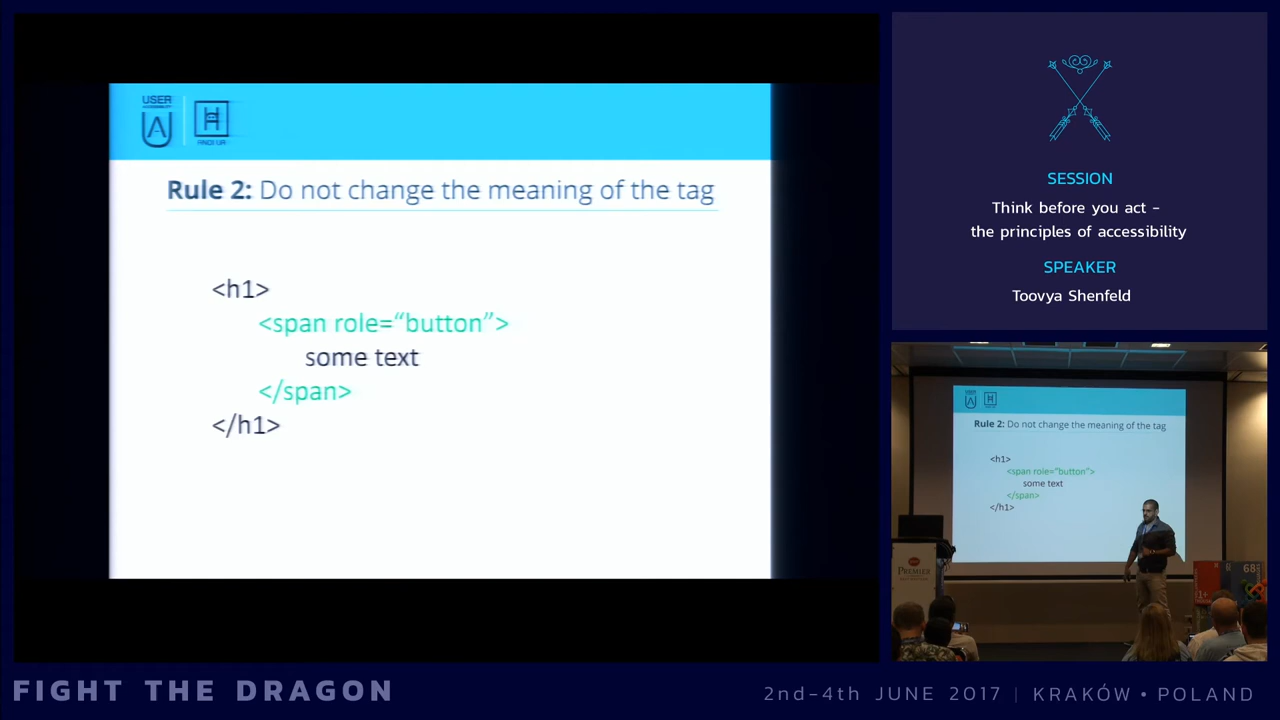 USER
ACCESSIBILITY
Rule 2: Do not change the meaning of the tag
<h1>
<span role=“button”>
some text
</span>
</h1>
SESSION
Think before you act –
the principles of accessibility
SPEAKER
Toovya Shenfeld
Rule 2: Do not change the meaning of the tag
<h1>
<span role=“button”>
some text
</span>
</h1>
PREMIER
68
FIGHT THE DRAGON
2nd-4th JUNE 2017 | KRAKÓW • POLAND